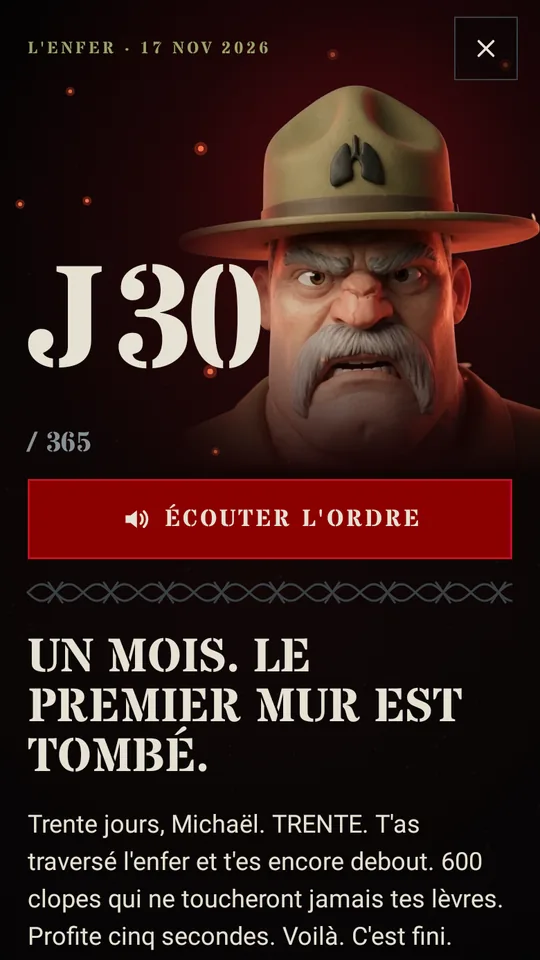 L'ENFER · 17 NOV 2026
J30
/ 365
ÉCOUTER L'ORDRE
UN MOIS. LE
PREMIER MUR EST
TOMBÉ.
Trente jours, Michaël. TRENTE. T'as
traversé l'enfer et t'es encore debout. 600
clopes qui ne toucheront jamais tes lèvres.
Profite cinq secondes. Voilà. C'est fini.